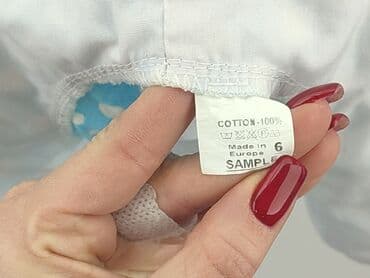 COTTON-100%
Made in 6
Europe
SAMPLE